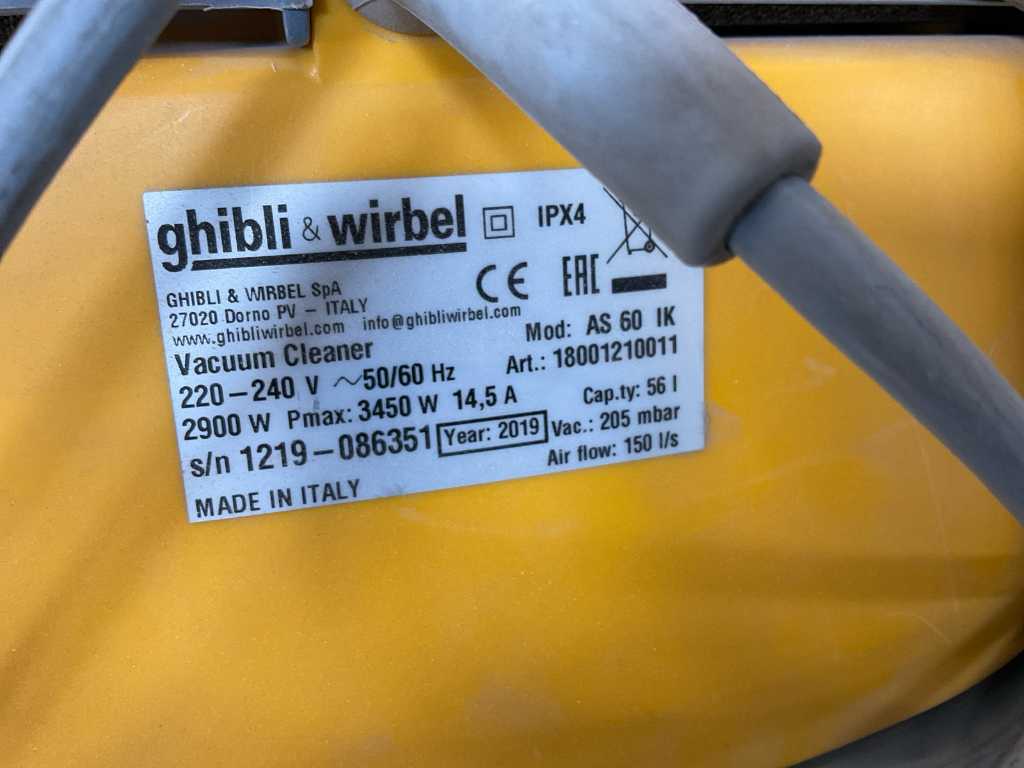 ghibli & wirbel
IPX4
GHIBLI & WIRBEL SpA
CE EAC
27020 Dorno PV – ITALY
www.ghibliwirbel.com info@ghibliwirbel.com
Vacuum Cleaner
Mod: AS 60 IK
220–240 V ~50/60 Hz
Art.: 18001210011
2900 W Pmax: 3450 W 14,5 A
Cap.ty: 56 l
s/n 1219–086351 Year: 2019
Vac.: 205 mbar
Air flow: 150 l/s
MADE IN ITALY